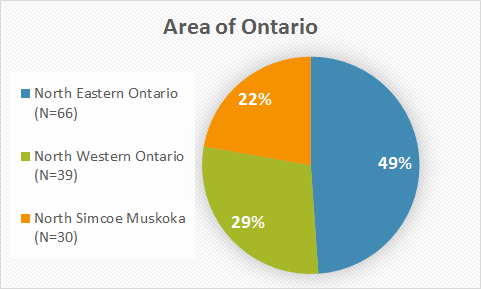 Area of Ontario
North Eastern Ontario
(N=66)
North Western Ontario
(N=39)
North Simcoe Muskoka
(N=30)
22%
49%
29%